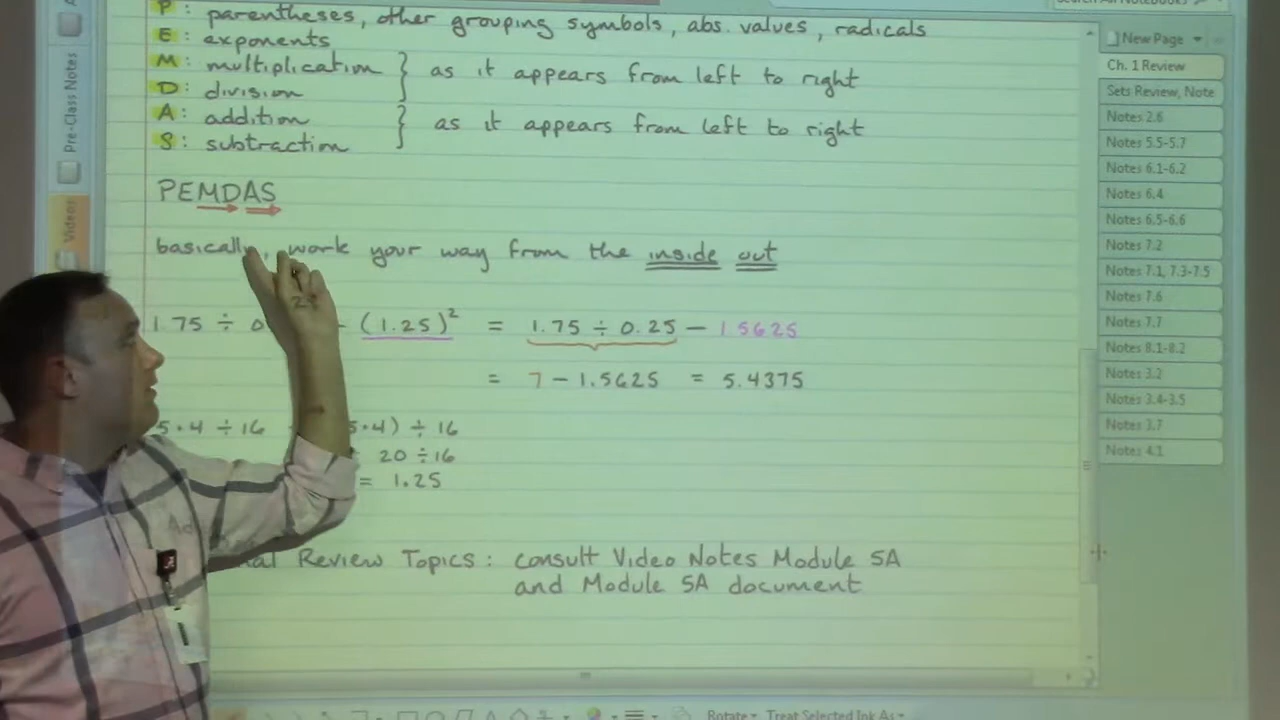 P: parentheses, other grouping symbols, abs. values, radicals
E: exponents
M: multiplication } as it appears from left to right
D: division
A: addition } as it appears from left to right
S: subtraction
PEMDAS
basically, work your way from the inside out
1.75 ÷ 0 - (1.25)² = 1.75 ÷ 0.25 - 1.5625
= 7 - 1.5625 = 5.4375
5·4 ÷ 16 5·4) ÷ 16
20 ÷ 16
= 1.25
Review Topics: consult Video Notes Module 5A
and Module 5A document
Pre-Class Notes
Videos
New Page
Ch. 1 Review
Sets Review, Note
Notes 2.6
Notes 5.5-5.7
Notes 6.1-6.2
Notes 6.4
Notes 6.5-6.6
Notes 7.2
Notes 7.1, 7.3-7.5
Notes 7.6
Notes 7.7
Notes 8.1-8.2
Notes 3.2
Notes 3.4-3.5
Notes 3.7
Notes 4.1
Rotate Treat Selected Ink As